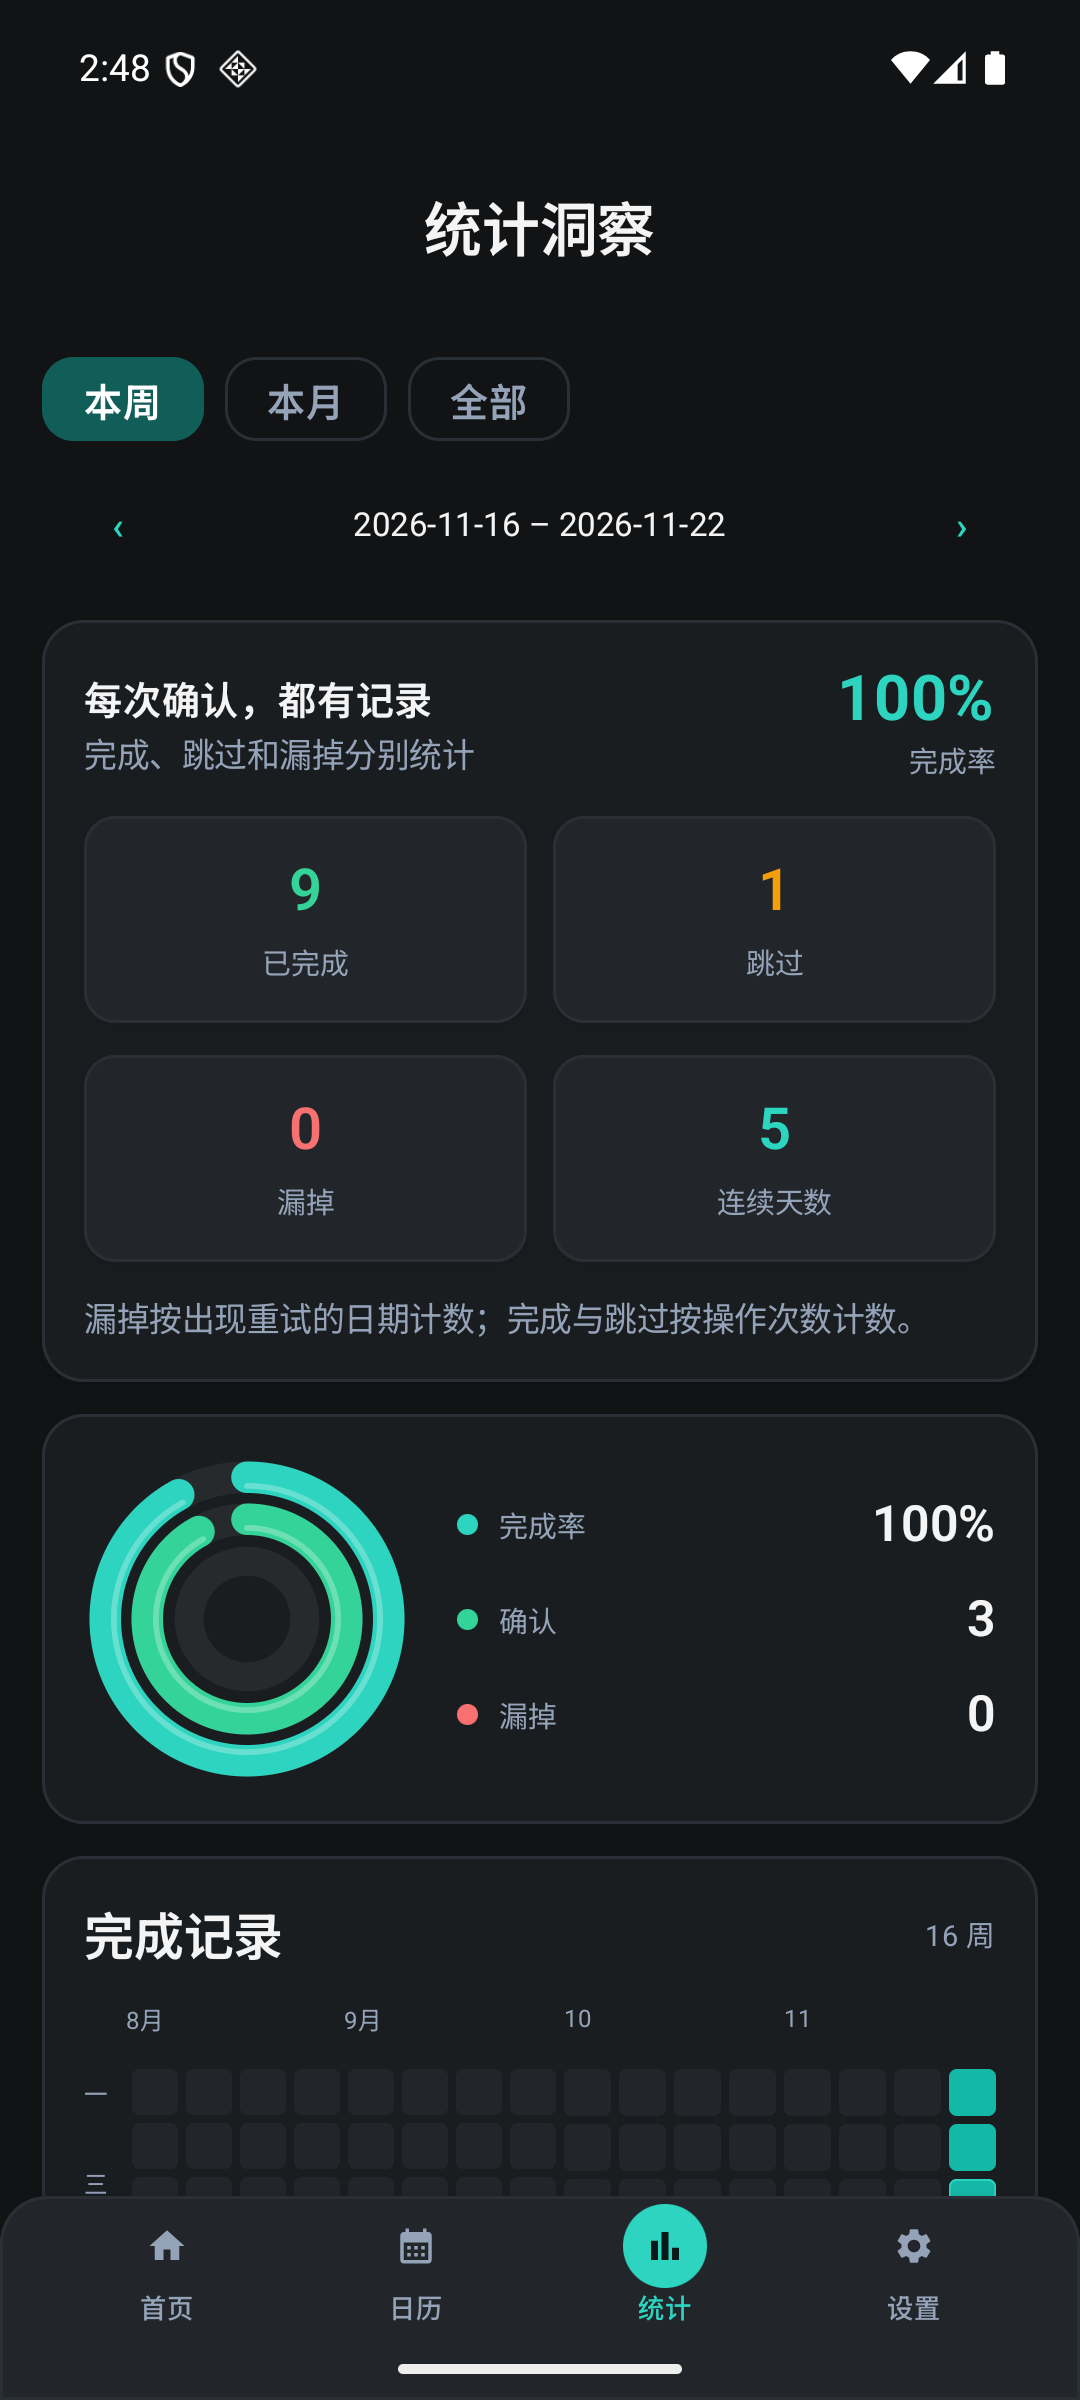 2:48
统计洞察
本周 本月 全部
‹ 2026-11-16 – 2026-11-22 ›
每次确认，都有记录
完成、跳过和漏掉分别统计
100%
完成率
9
已完成
1
跳过
0
漏掉
5
连续天数
漏掉按出现重试的日期计数；完成与跳过按操作次数计数。
完成率 100%
确认 3
漏掉 0
完成记录 16 周
8月 9月 10 11
一
三
首页 日历 统计 设置